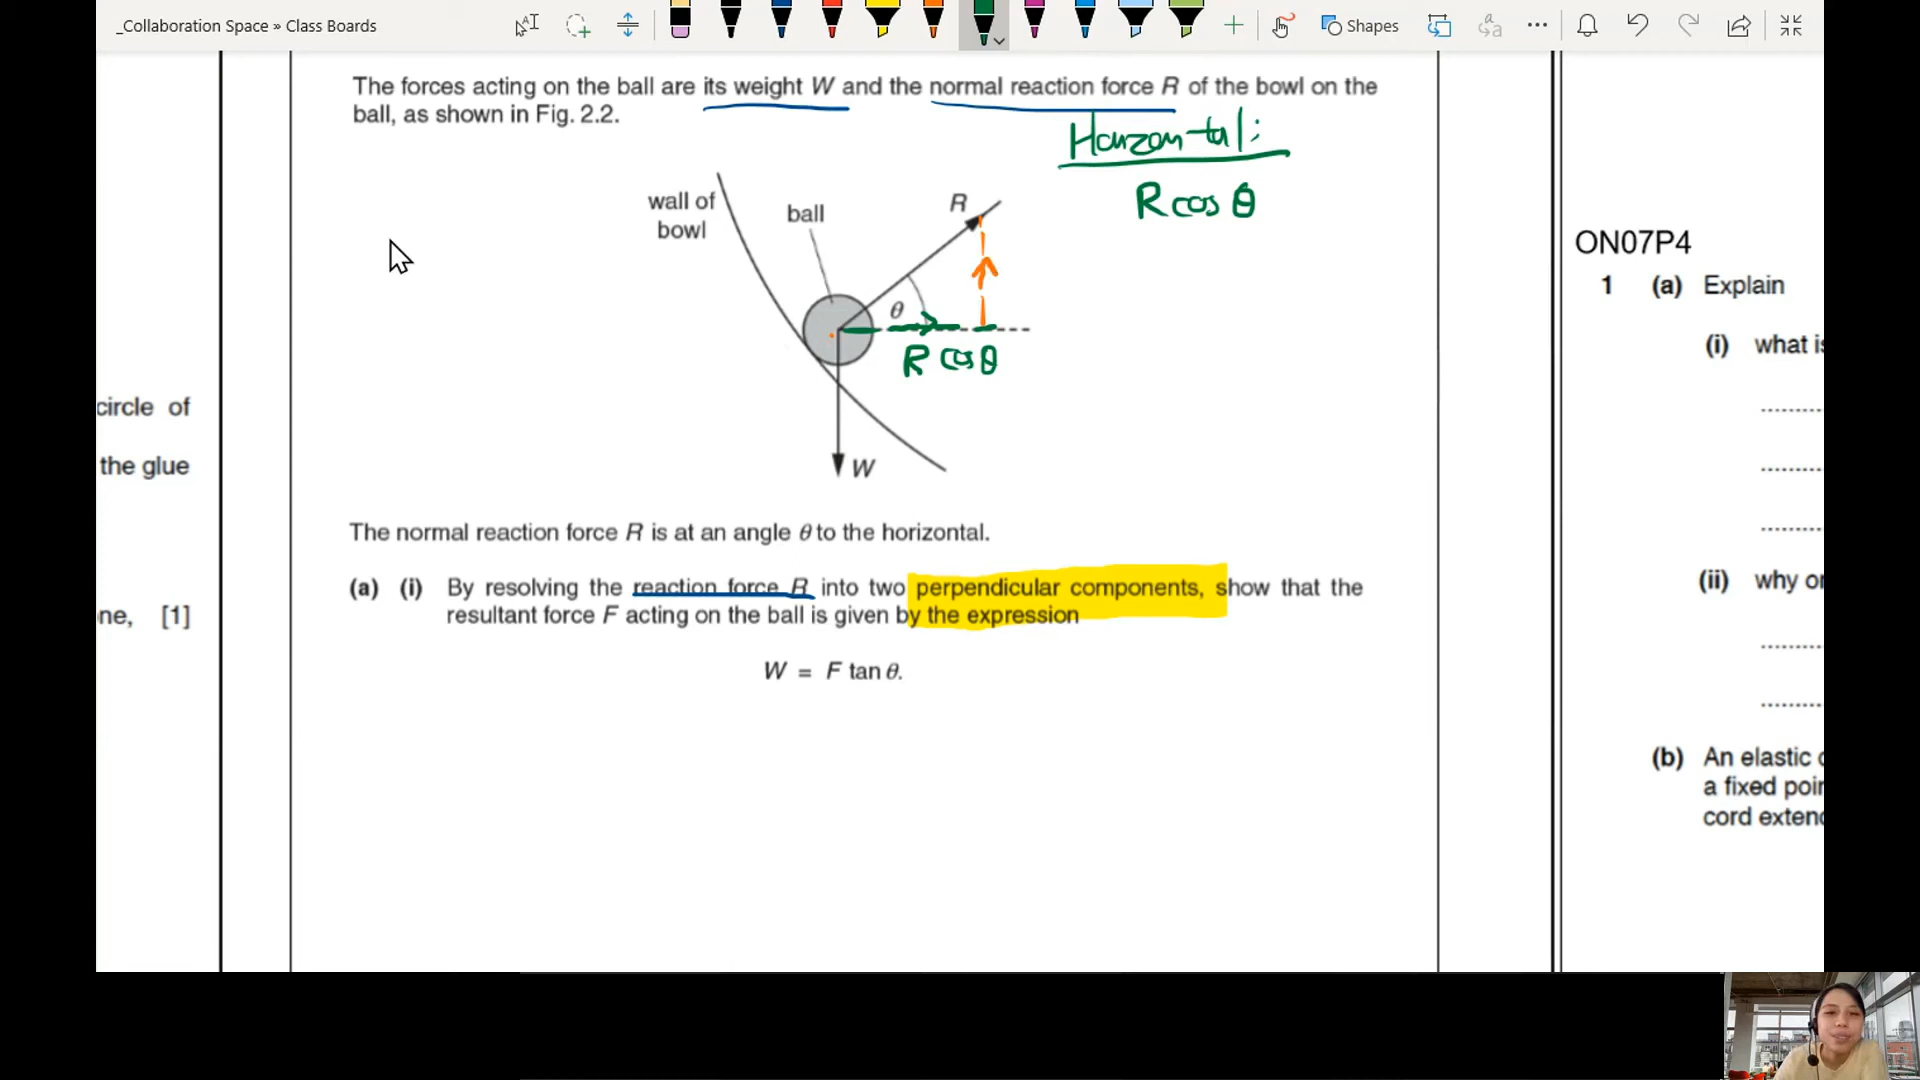 _Collaboration Space » Class Boards
Shapes
The forces acting on the ball are its weight W and the normal reaction force R of the bowl on the
ball, as shown in Fig. 2.2.
Horizontal:
R cos θ
wall of
bowl
ball
R
θ
R cos θ
W
The normal reaction force R is at an angle θ to the horizontal.
(a) (i) By resolving the reaction force R into two perpendicular components, show that the
resultant force F acting on the ball is given by the expression
W = F tan θ.
circle of
the glue
ne, [1]
ON07P4
1 (a) Explain
(i) what is
(ii) why or
(b) An elastic c
a fixed poin
cord extend